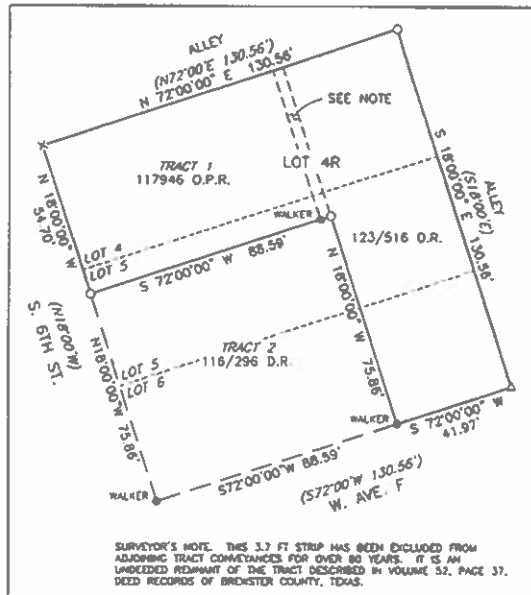 ALLEY
(N72°00'E 130.56')
N 72°00'00" E 130.56'
SEE NOTE
TRACT 1
117946 O.P.R.
LOT 4R
ALLEY
(S18°00'E)
S 18°00'00" E 130.56'
N 18°00'00" W
LOT 4
LOT 5
WALKER
S 72°00'00" W 88.59'
123/516 O.R.
N 18°00'00" W 75.86'
S. 6TH ST.
(N18°00'W)
N18°00'00"W 75.86'
TRACT 2
116/296 D.R.
LOT 5
LOT 6
WALKER
S 72°00'00" W
41.97'
WALKER
S72°00'00"W 88.59'
(S72°00'W 130.56')
W. AVE. F
SURVEYOR'S NOTE. THIS 3.7 FT STRIP HAS BEEN EXCLUDED FROM
ADJOINING TRACT CONVEYANCES FOR OVER 80 YEARS. IT IS AN
UNDEEDED REMNANT OF THE TRACT DESCRIBED IN VOLUME 52, PAGE 37,
DEED RECORDS OF BREWSTER COUNTY, TEXAS.